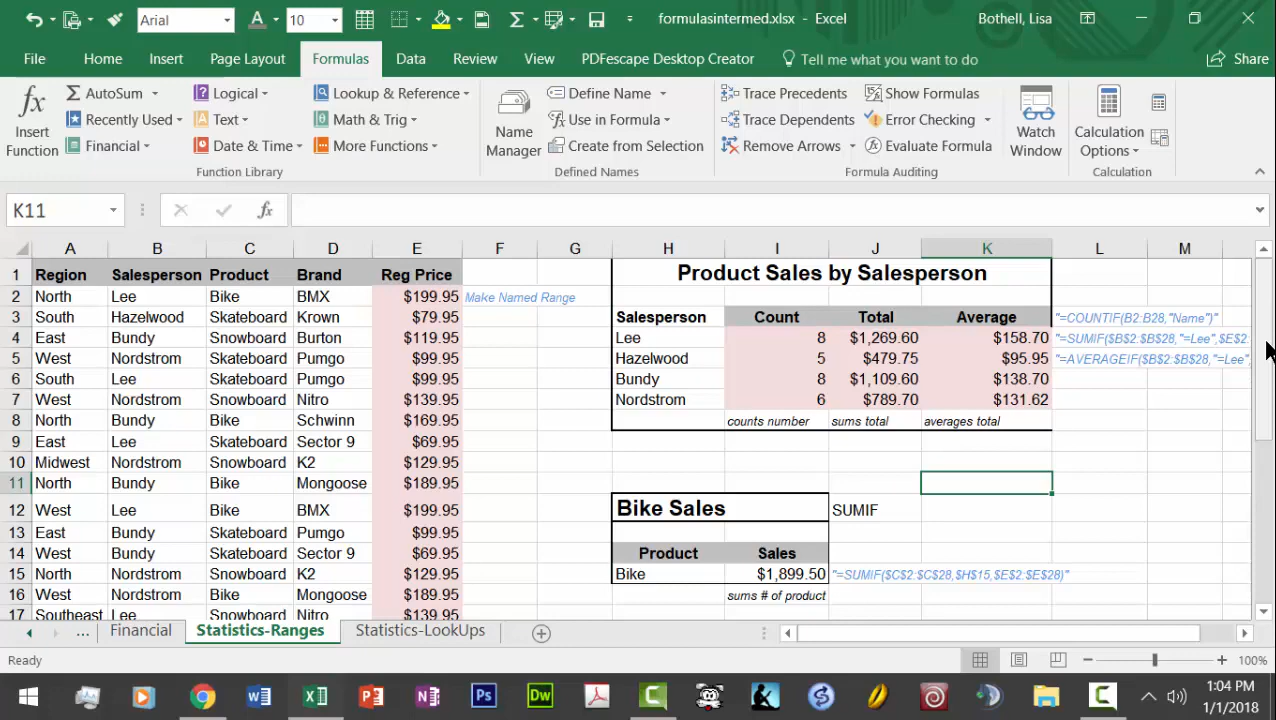 Arial
10
formulasintermed.xlsx - Excel
Bothell, Lisa
File Home Insert Page Layout Formulas Data Review View PDFescape Desktop Creator Tell me what you want to do Share
fx Insert Function
AutoSum
Recently Used
Financial
Logical
Text
Date & Time
Lookup & Reference
Math & Trig
More Functions
Function Library
Name Manager
Define Name
Use in Formula
Create from Selection
Defined Names
Trace Precedents
Trace Dependents
Remove Arrows
Show Formulas
Error Checking
Evaluate Formula
Formula Auditing
Watch Window
Calculation Options
Calculation
K11 fx
A B C D E F G H I J K L M
1 Region Salesperson Product Brand Reg Price Product Sales by Salesperson
2 North Lee Bike BMX $199.95 Make Named Range
3 South Hazelwood Skateboard Krown $79.95 Salesperson Count Total Average "=COUNTIF(B2:B28,"Name")"
4 East Bundy Snowboard Burton $119.95 Lee 8 $1,269.60 $158.70 "=SUMIF($B$2:$B$28,"=Lee",$E$2:
5 West Nordstrom Skateboard Pumgo $99.95 Hazelwood 5 $479.75 $95.95 "=AVERAGEIF($B$2:$B$28,"=Lee",
6 South Lee Skateboard Pumgo $99.95 Bundy 8 $1,109.60 $138.70
7 West Nordstrom Skateboard Nitro $139.95 Nordstrom 6 $789.70 $131.62
8 North Bundy Bike Schwinn $169.95 counts number sums total averages total
9 East Lee Skateboard Sector 9 $69.95
10 Midwest Nordstrom Snowboard K2 $129.95
11 North Bundy Bike Mongoose $189.95
12 West Lee Bike BMX $199.95 Bike Sales SUMIF
13 East Bundy Skateboard Pumgo $99.95
14 West Bundy Skateboard Sector 9 $69.95 Product Sales
15 North Nordstrom Snowboard K2 $129.95 Bike $1,899.50 "=SUMIF($C$2:$C$28,$H$15,$E$2:$E$28)"
16 West Nordstrom Bike Mongoose $189.95 sums # of product
17 Southeast Lee Snowboard Nitro $139.95
... Financial Statistics-Ranges Statistics-LookUps
Ready 100%
1:04 PM
1/1/2018